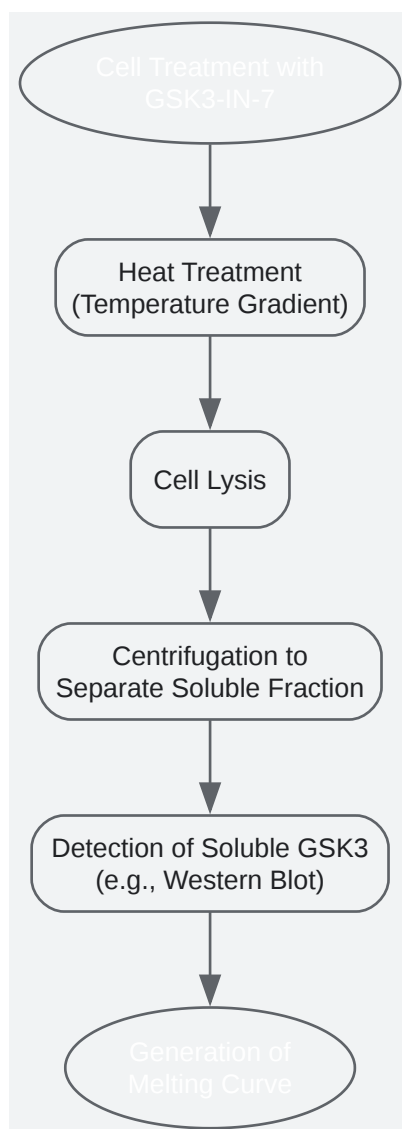 Cell Treatment with
GSK3-IN-7
Heat Treatment
(Temperature Gradient)
Cell Lysis
Centrifugation to
Separate Soluble Fraction
Detection of Soluble GSK3
(e.g., Western Blot)
Generation of
Melting Curve